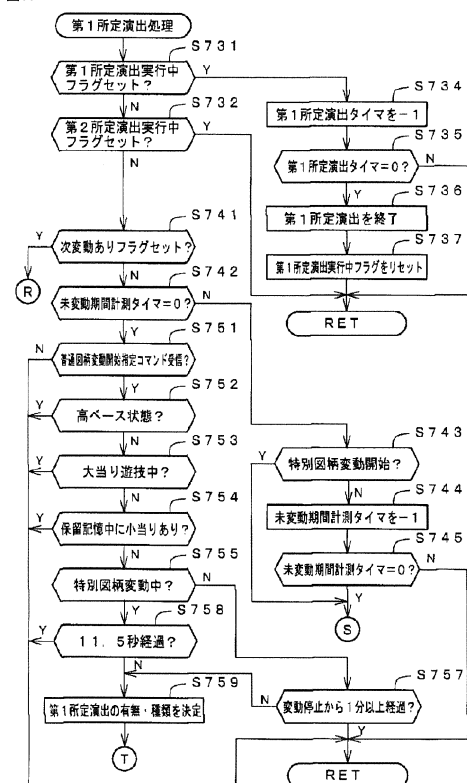 第1所定演出処理
S731
第1所定演出実行中
フラグセット?
Y
N
S732
第2所定演出実行中
フラグセット?
Y
N
S734
第1所定演出タイマを-1
S735
第1所定演出タイマ=0?
N
Y
S736
第1所定演出を終了
S737
第1所定演出実行中フラグをリセット
RET
S741
次変動ありフラグセット?
Y
R
N
S742
未変動期間計測タイマ=0?
N
Y
S751
普通図柄変動開始指定コマンド受信?
N
Y
S752
高ベース状態?
Y
N
S753
大当り遊技中?
Y
N
S754
保留記憶中に小当りあり?
Y
N
S755
特別図柄変動中?
N
Y
S758
11.5秒経過?
Y
N
S759
第1所定演出の有無・種類を決定
T
S743
特別図柄変動開始?
Y
N
S744
未変動期間計測タイマを-1
S745
未変動期間計測タイマ=0?
N
Y
S
S757
変動停止から1分以上経過?
N
Y
RET